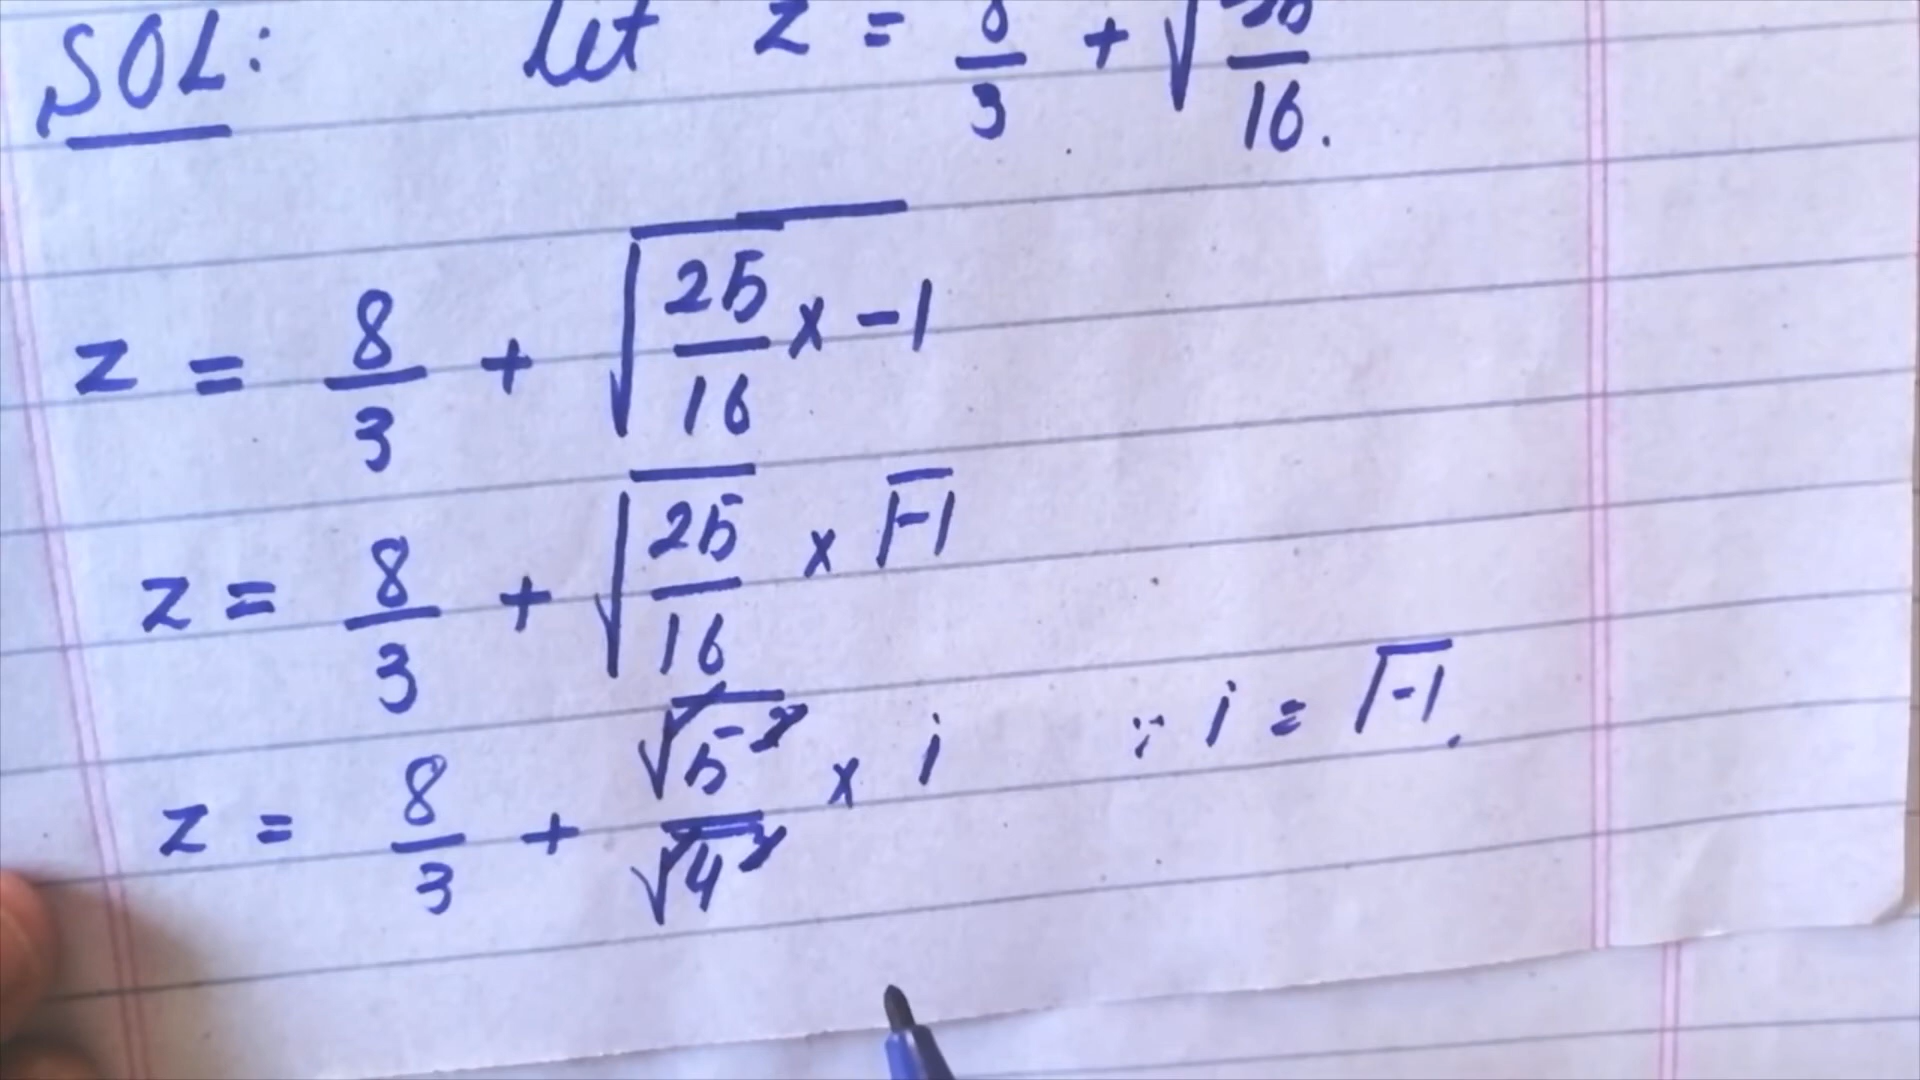 SOL: Let z = 8/3 + √ /16.
z = 8/3 + √(25/16 x -1)
z = 8/3 + √(25/16) x √-1
z = 8/3 + √5²/√4² x i ∵ i = √-1.